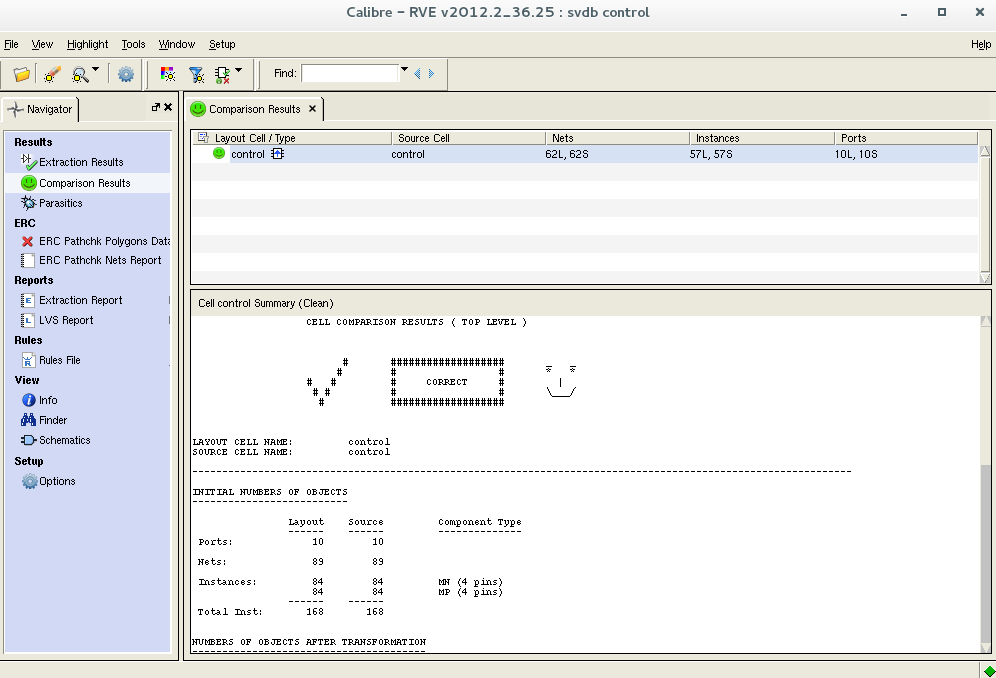 Calibre - RVE v2012.2_36.25 : svdb control
File View Highlight Tools Window Setup Help
Find:
Navigator
Results
Extraction Results
Comparison Results
Parasitics
ERC
ERC Pathchk Polygons Data
ERC Pathchk Nets Report
Reports
Extraction Report
LVS Report
Rules
Rules File
View
Info
Finder
Schematics
Setup
Options
Comparison Results
Layout Cell / Type Source Cell Nets Instances Ports
control control 62L, 62S 57L, 57S 10L, 10S
Cell control Summary (Clean)
CELL COMPARISON RESULTS ( TOP LEVEL )
CORRECT
LAYOUT CELL NAME: control
SOURCE CELL NAME: control
INITIAL NUMBERS OF OBJECTS
Layout Source Component Type
Ports: 10 10
Nets: 89 89
Instances: 84 84 MN (4 pins)
84 84 MP (4 pins)
Total Inst: 168 168
NUMBERS OF OBJECTS AFTER TRANSFORMATION